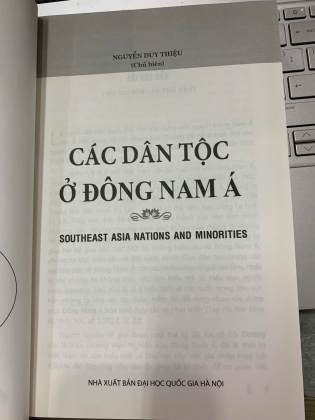 NGUYỄN DUY THIỆU
(Chủ biên)
CÁC DÂN TỘC
Ở ĐÔNG NAM Á
SOUTHEAST ASIA NATIONS AND MINORITIES
NHÀ XUẤT BẢN ĐẠI HỌC QUỐC GIA HÀ NỘI